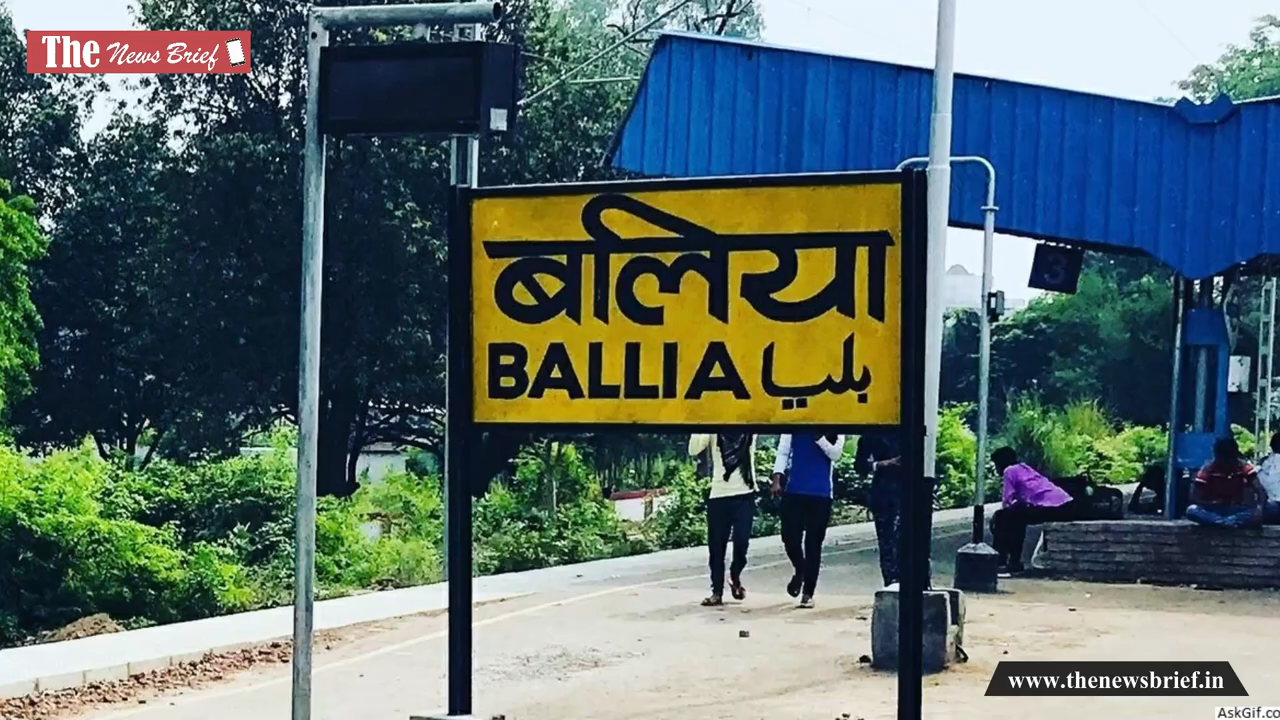 The News Brief
3
बलिया
BALLIA بلیا
www.thenewsbrief.in
AskGif.co